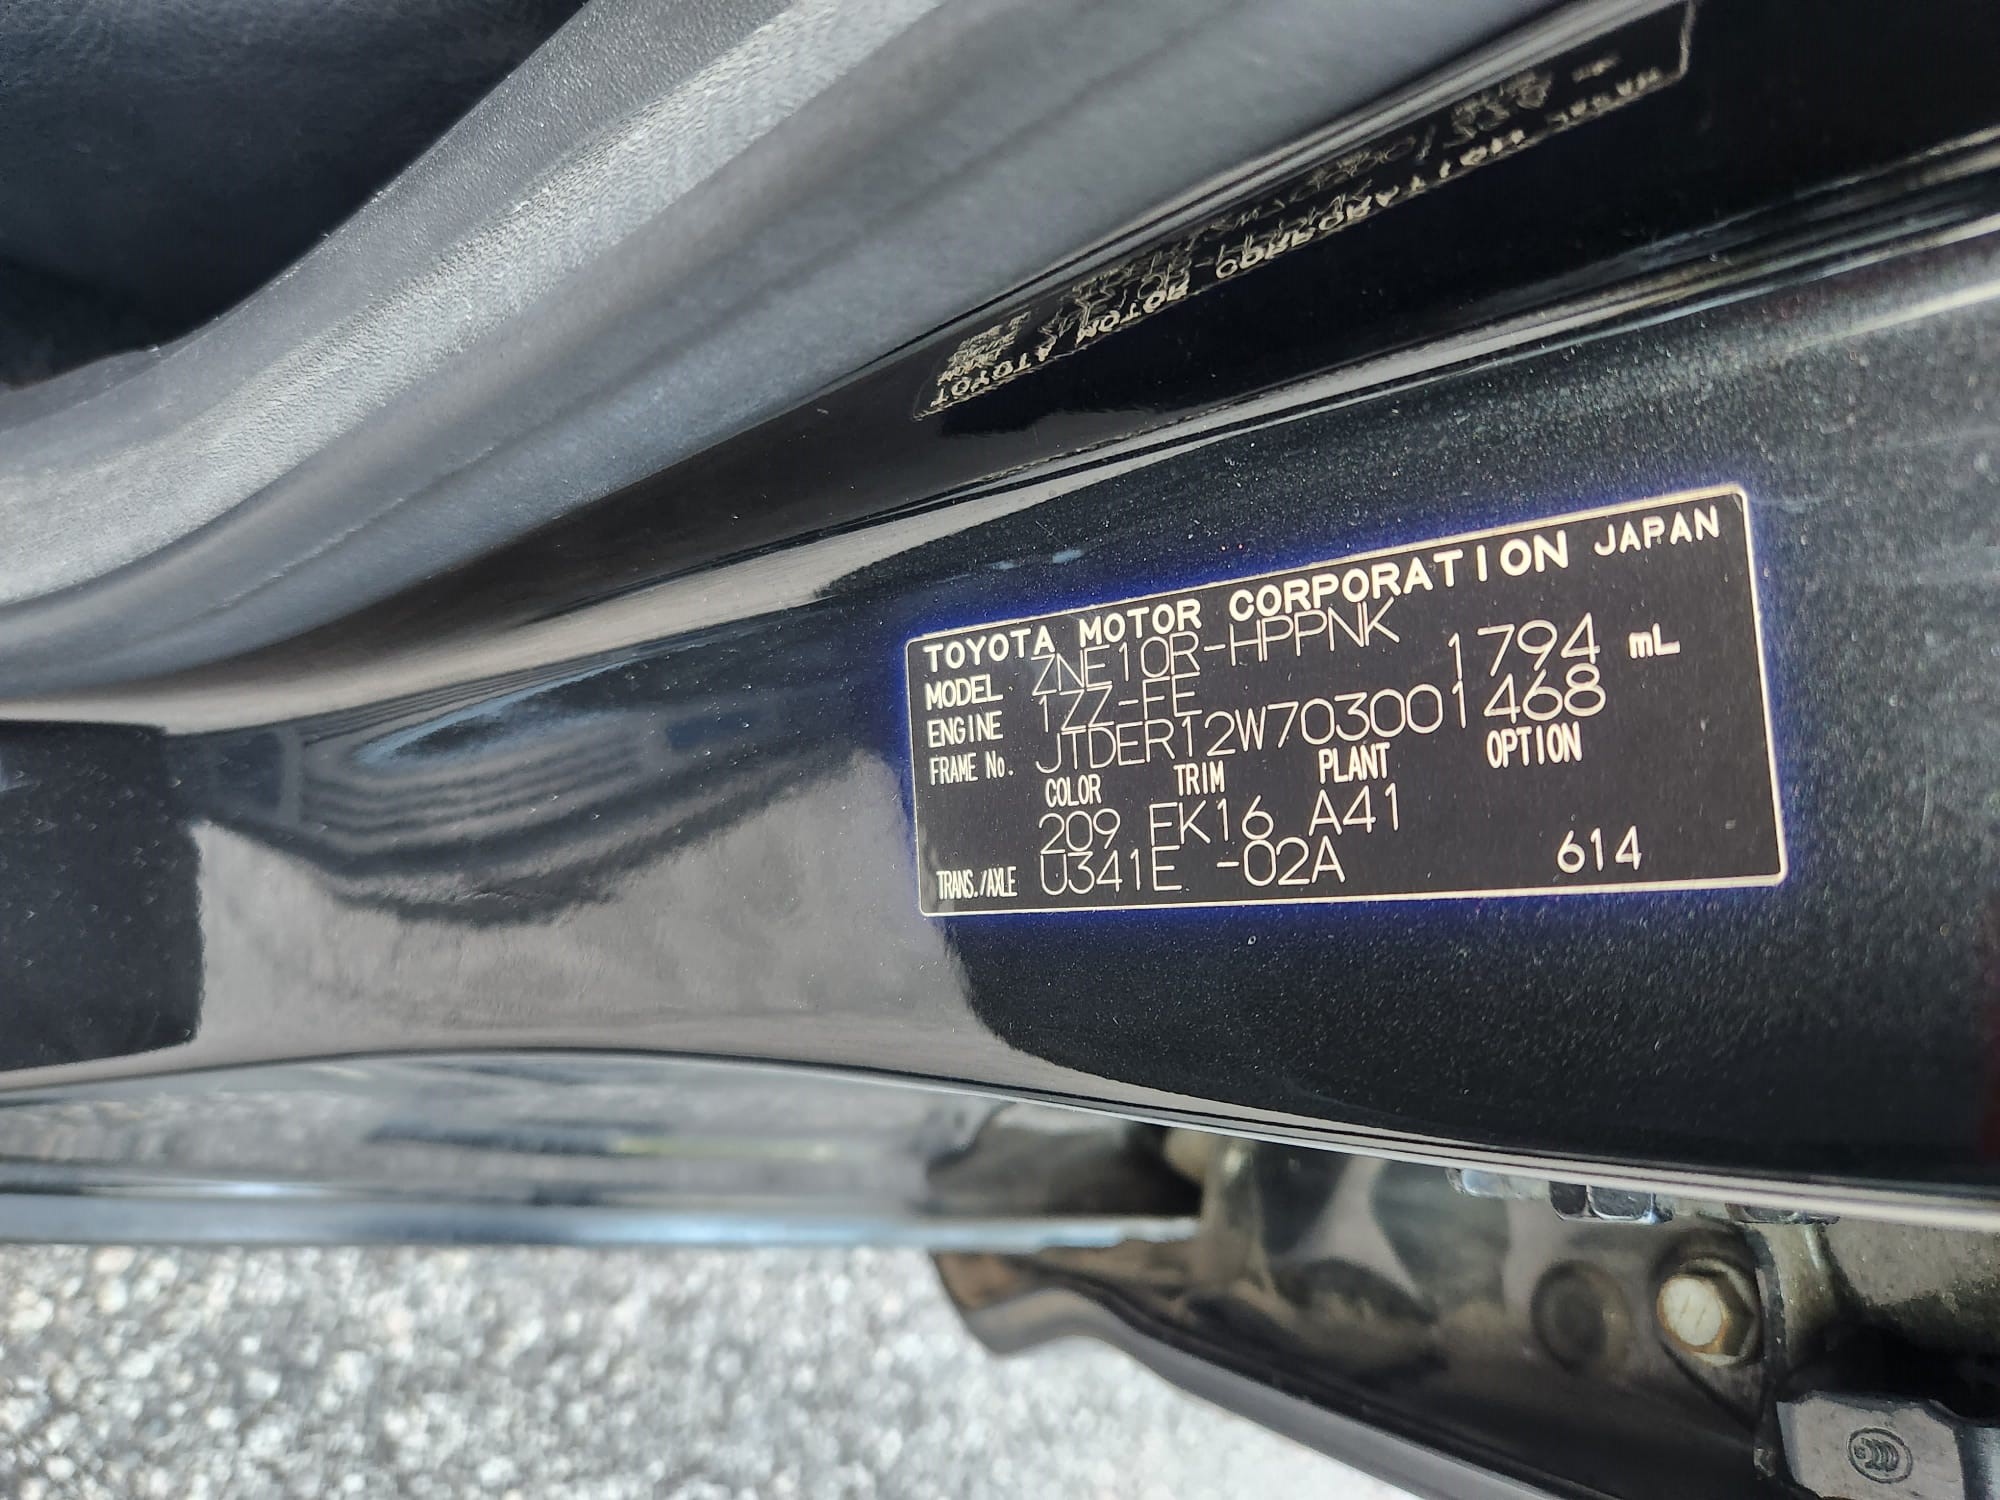 TOYOTA MOTOR CORPORATION JAPAN
MODEL ZNE10R-HPPNK
ENGINE 1ZZ-FE 1794 mL
FRAME No. JTDER12W703001468
COLOR TRIM PLANT OPTION
209 EK16 A41
TRANS./AXLE U341E -02A 614